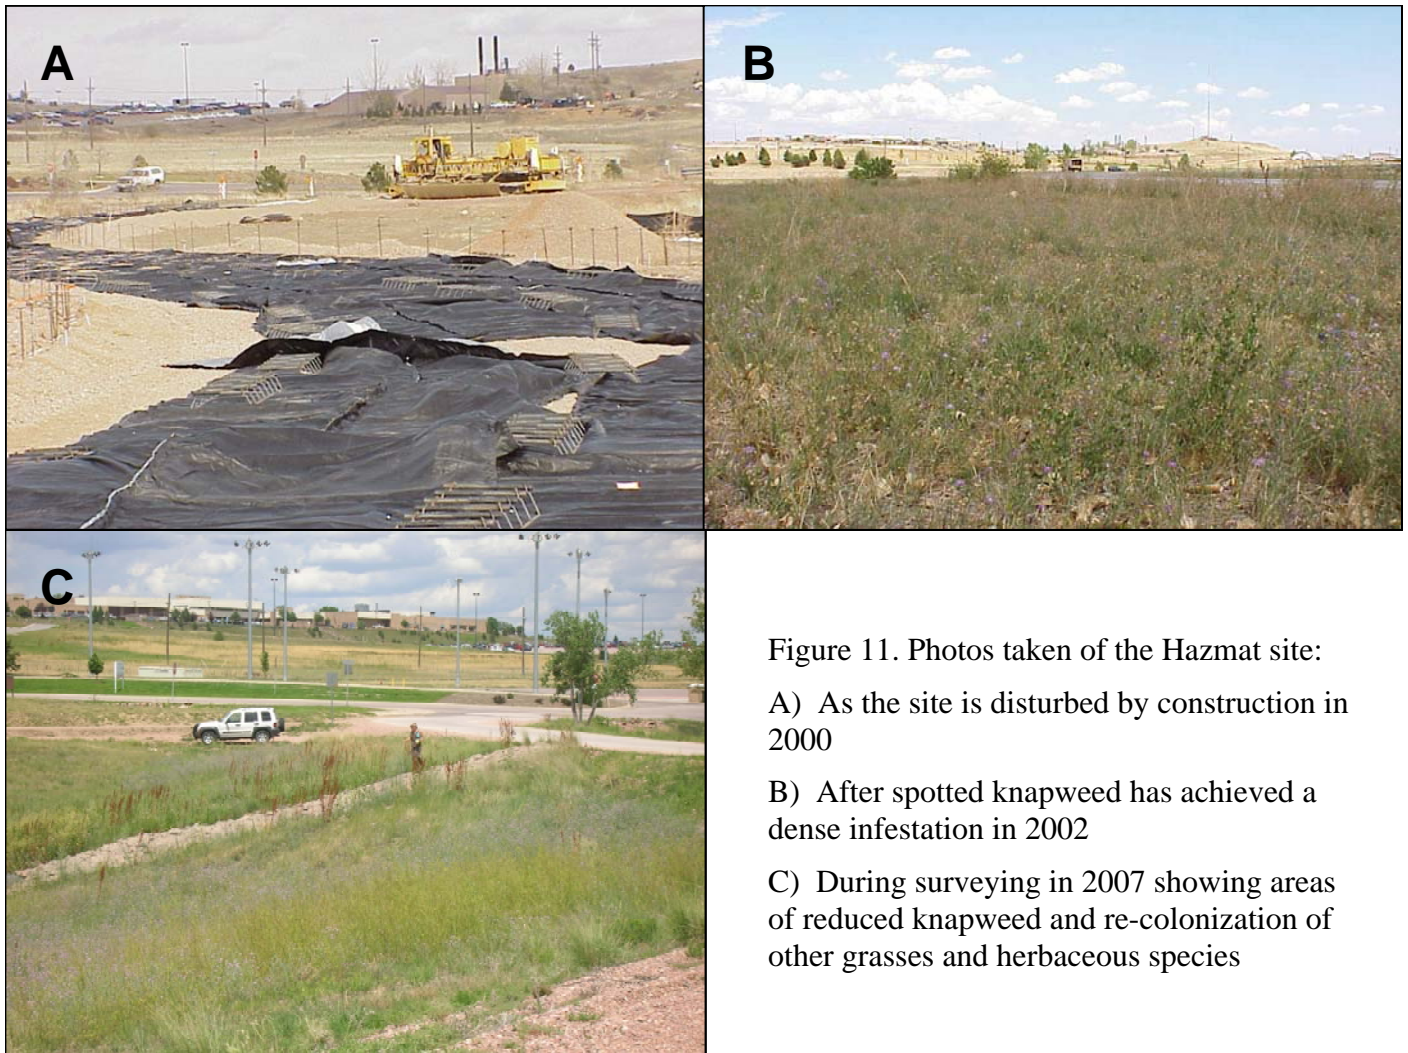 A
B
C
Figure 11. Photos taken of the Hazmat site:
A) As the site is disturbed by construction in
2000
B) After spotted knapweed has achieved a
dense infestation in 2002
C) During surveying in 2007 showing areas
of reduced knapweed and re-colonization of
other grasses and herbaceous species